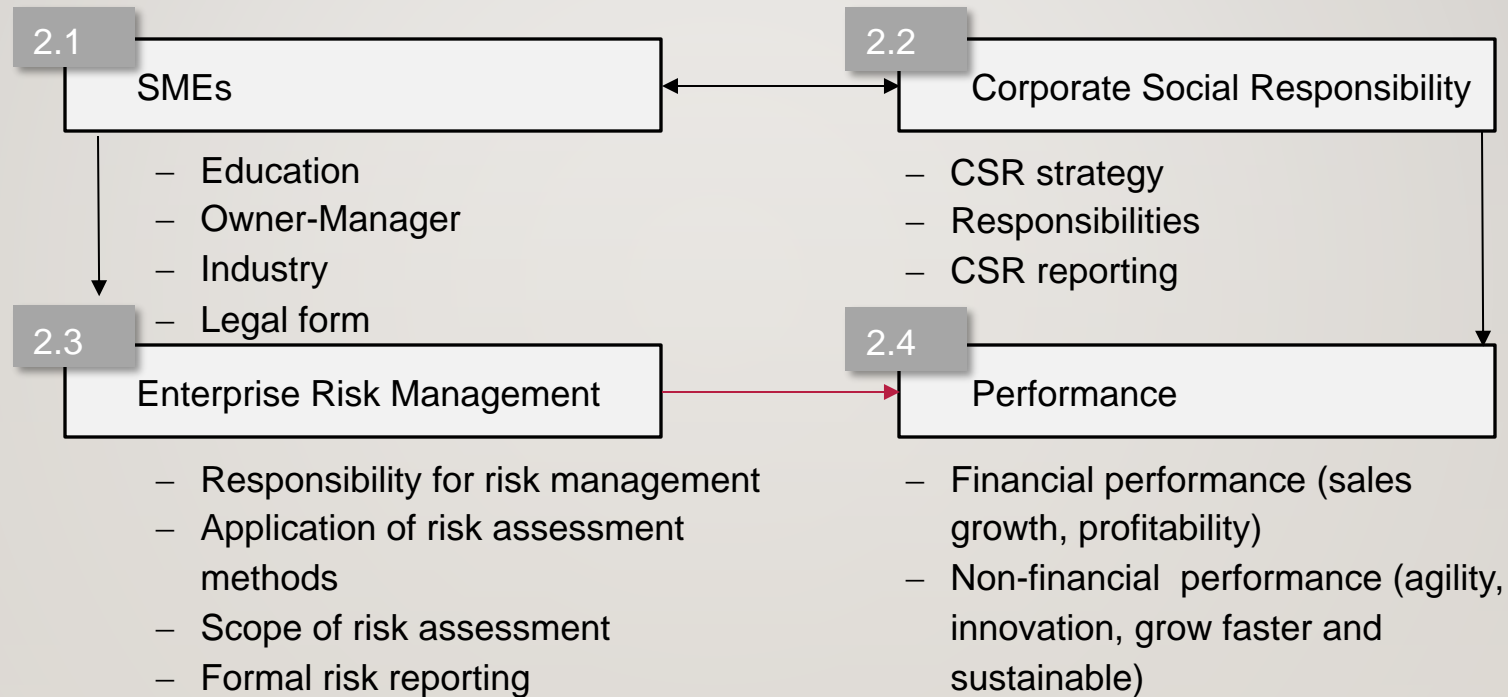 2.1
SMEs
– Education
– Owner-Manager
– Industry
– Legal form
2.2
Corporate Social Responsibility
– CSR strategy
– Responsibilities
– CSR reporting
2.3
Enterprise Risk Management
– Responsibility for risk management
– Application of risk assessment
methods
– Scope of risk assessment
– Formal risk reporting
2.4
Performance
– Financial performance (sales
growth, profitability)
– Non-financial performance (agility,
innovation, grow faster and
sustainable)